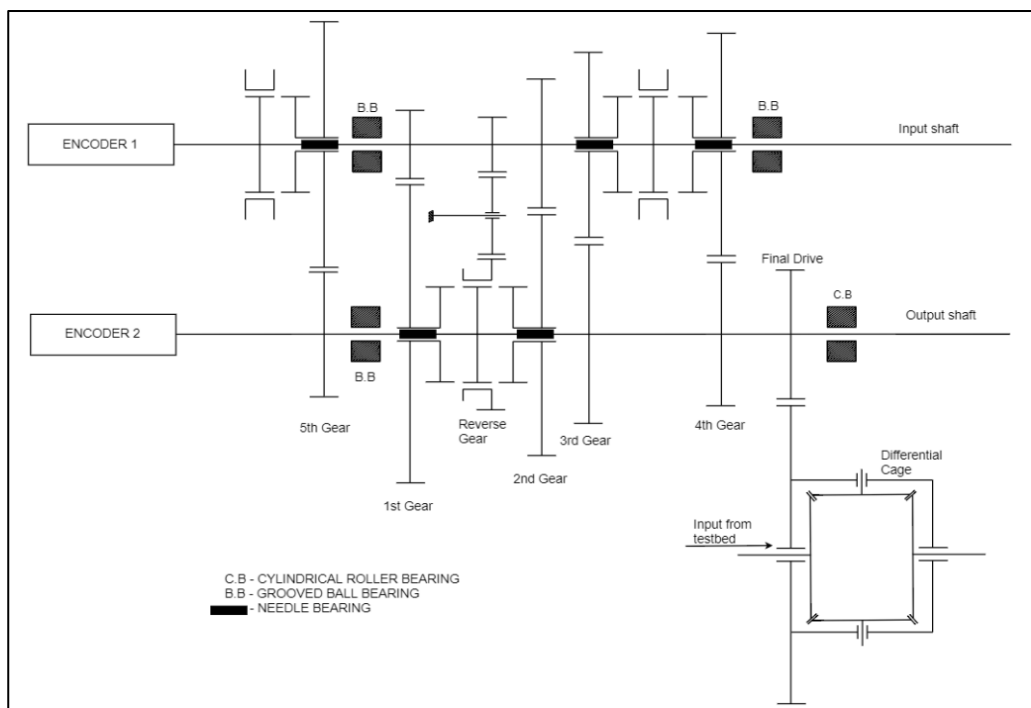 B.B
B.B
ENCODER 1
Input shaft
Final Drive
C.B
ENCODER 2
Output shaft
B.B
5th Gear
Reverse
Gear
3rd Gear
4th Gear
2nd Gear
1st Gear
Differential
Cage
Input from
testbed
C.B - CYLINDRICAL ROLLER BEARING
B.B - GROOVED BALL BEARING
- NEEDLE BEARING